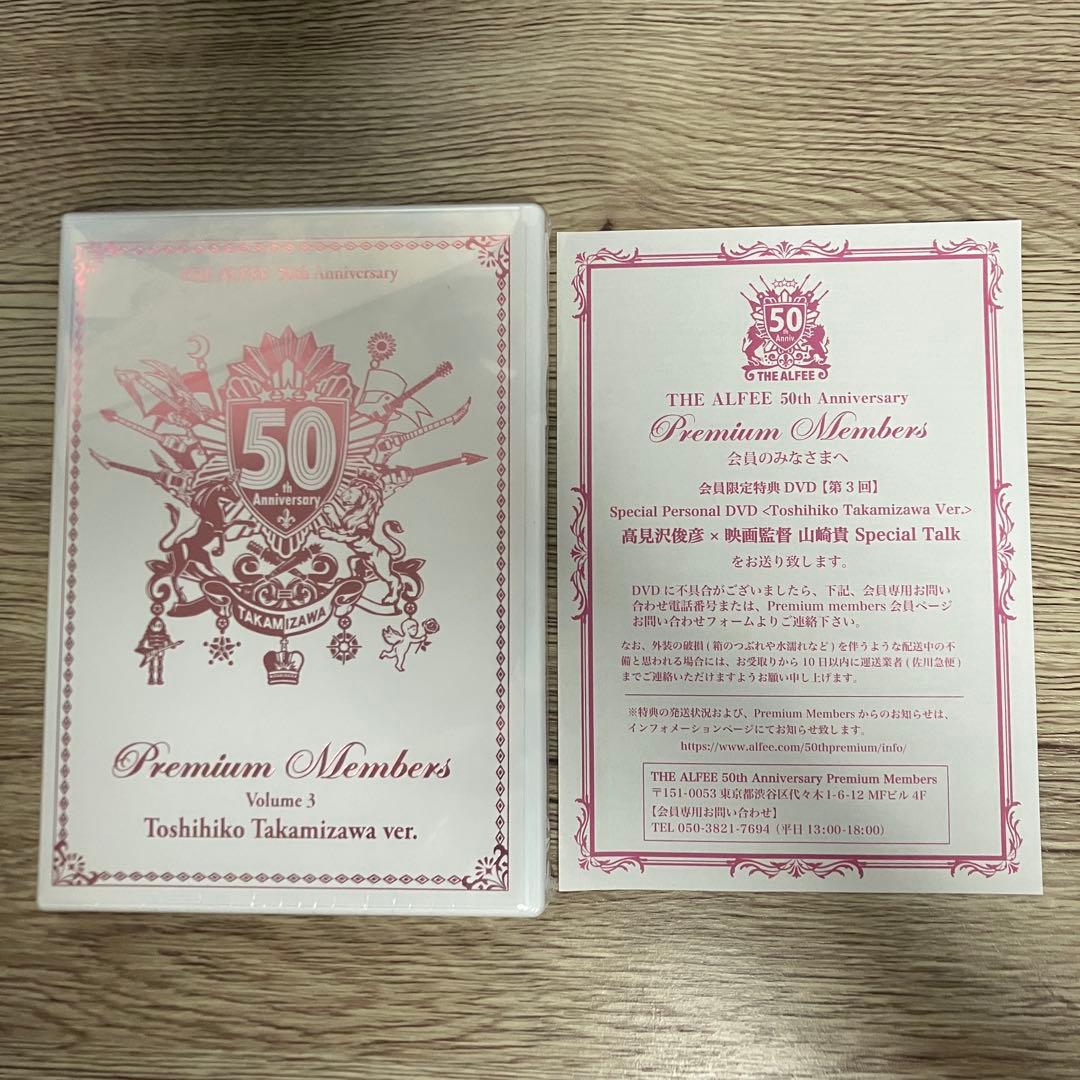 THE ALFEE 50th Anniversary
50
th
Anniversary
TAKAMIZAWA
Premium Members
Volume 3
Toshihiko Takamizawa ver.
50
th
Anniv.
THE ALFEE
THE ALFEE 50th Anniversary
Premium Members
会員のみなさまへ
会員限定特典 DVD【第3回】
Special Personal DVD <Toshihiko Takamizawa Ver.>
高見沢俊彦 × 映画監督 山崎貴 Special Talk
をお送り致します。
DVD に不具合がございましたら、下記、会員専用お問い
合わせ電話番号または、Premium members 会員ページ
お問い合わせフォームよりご連絡下さい。
なお、外装の破損 ( 箱のつぶれや水濡れなど ) を伴うような配送中の不
備と思われる場合には、お受取りから 10 日以内に運送業者 ( 佐川急便 )
までご連絡いただけますようお願い申し上げます。
※特典の発送状況および、Premium Members からのお知らせは、
インフォメーションページにてお知らせ致します。
https://www.alfee.com/50thpremium/info/
THE ALFEE 50th Anniversary Premium Members
〒151-0053 東京都渋谷区代々木 1-6-12 MFビル 4F
【会員専用お問い合わせ】
TEL 050-3821-7694（平日 13:00-18:00）